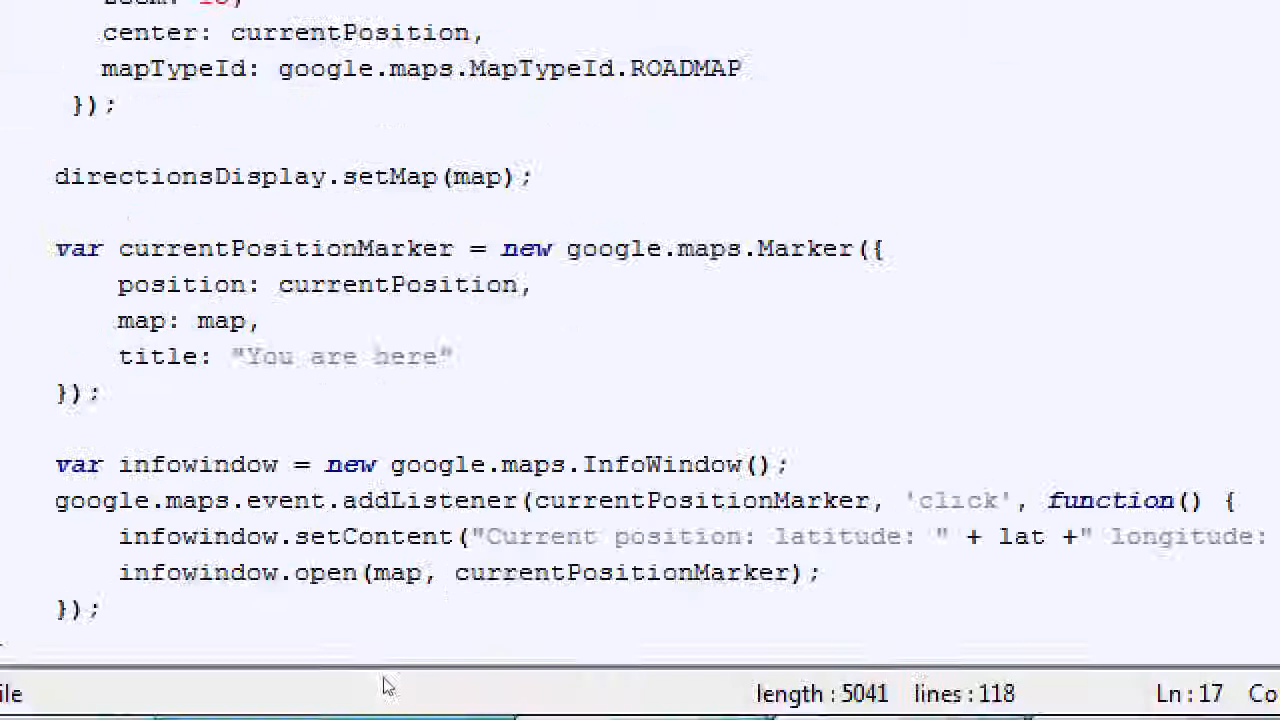 center: currentPosition,
mapTypeId: google.maps.MapTypeId.ROADMAP
});
directionsDisplay.setMap(map);
var currentPositionMarker = new google.maps.Marker({
position: currentPosition,
map: map,
title: "You are here"
});
var infowindow = new google.maps.InfoWindow();
google.maps.event.addListener(currentPositionMarker, 'click', function() {
infowindow.setContent("Current position: latitude: " + lat +" longitude:
infowindow.open(map, currentPositionMarker);
});
ile length : 5041 lines : 118 Ln : 17 Co